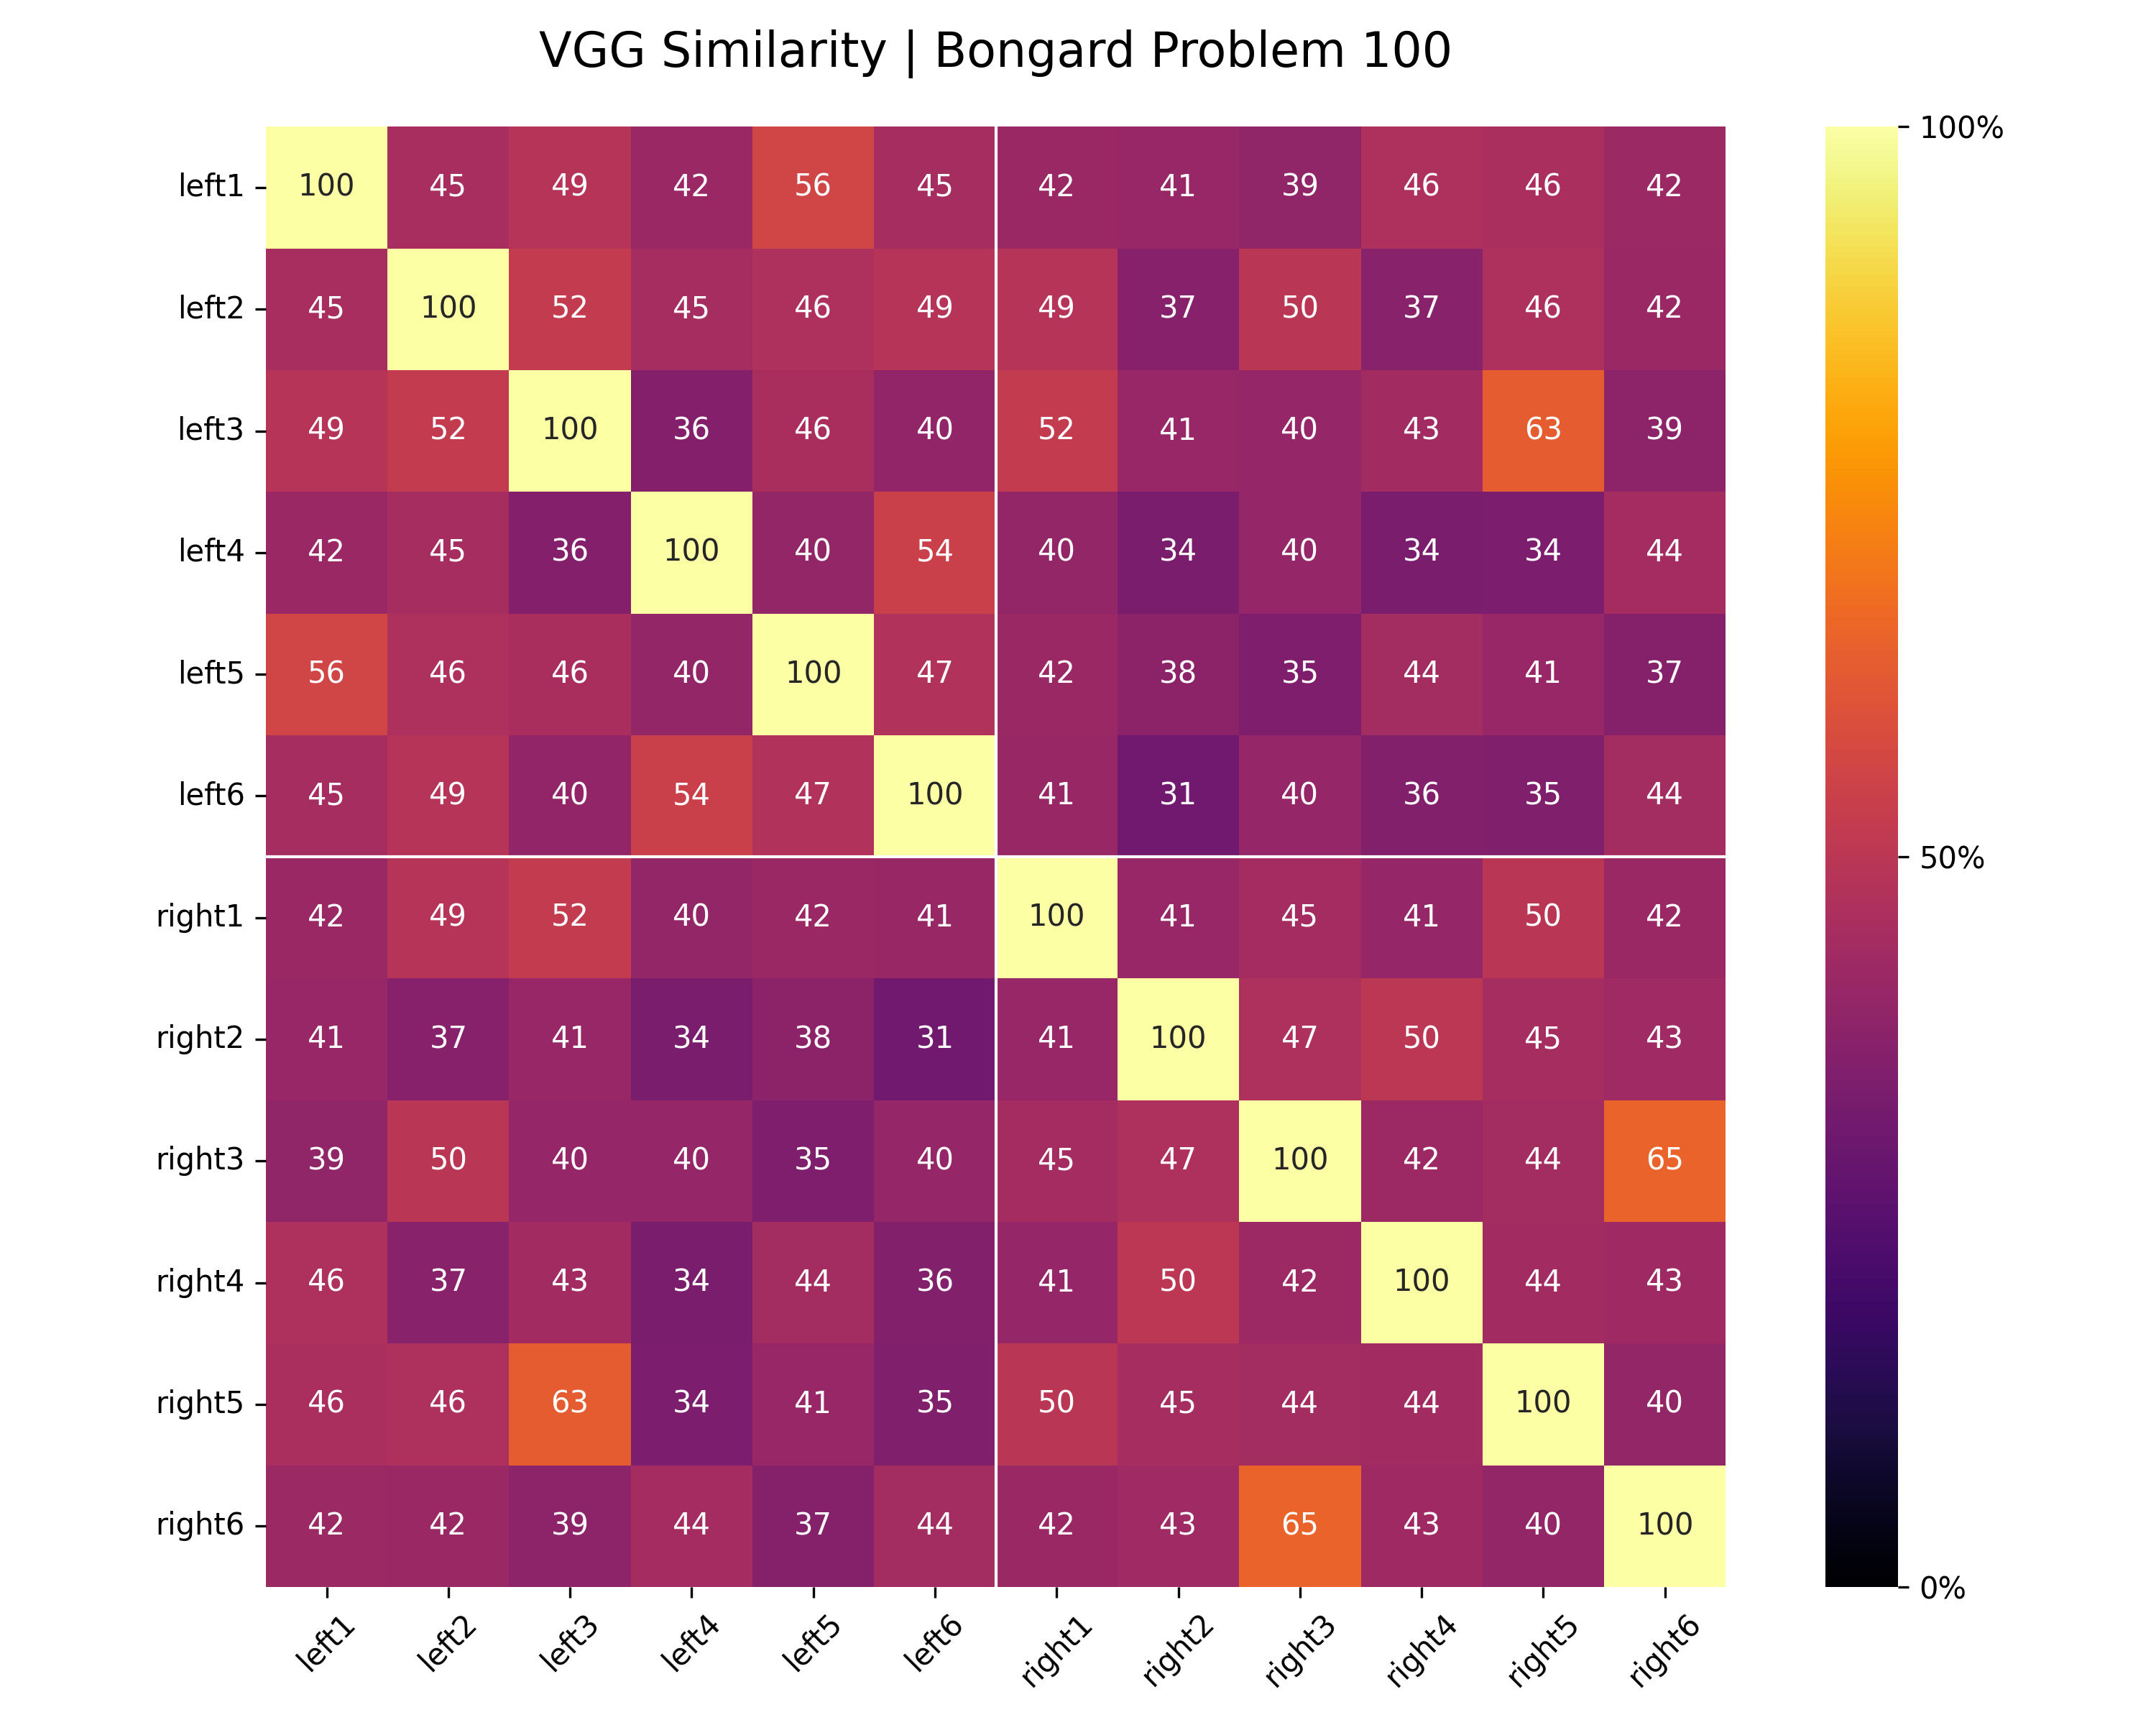 VGG Similarity | Bongard Problem 100
left1 100 45 49 42 56 45 42 41 39 46 46 42
left2 45 100 52 45 46 49 49 37 50 37 46 42
left3 49 52 100 36 46 40 52 41 40 43 63 39
left4 42 45 36 100 40 54 40 34 40 34 34 44
left5 56 46 46 40 100 47 42 38 35 44 41 37
left6 45 49 40 54 47 100 41 31 40 36 35 44
right1 42 49 52 40 42 41 100 41 45 41 50 42
right2 41 37 41 34 38 31 41 100 47 50 45 43
right3 39 50 40 40 35 40 45 47 100 42 44 65
right4 46 37 43 34 44 36 41 50 42 100 44 43
right5 46 46 63 34 41 35 50 45 44 44 100 40
right6 42 42 39 44 37 44 42 43 65 43 40 100
left1 left2 left3 left4 left5 left6 right1 right2 right3 right4 right5 right6
100%
50%
0%